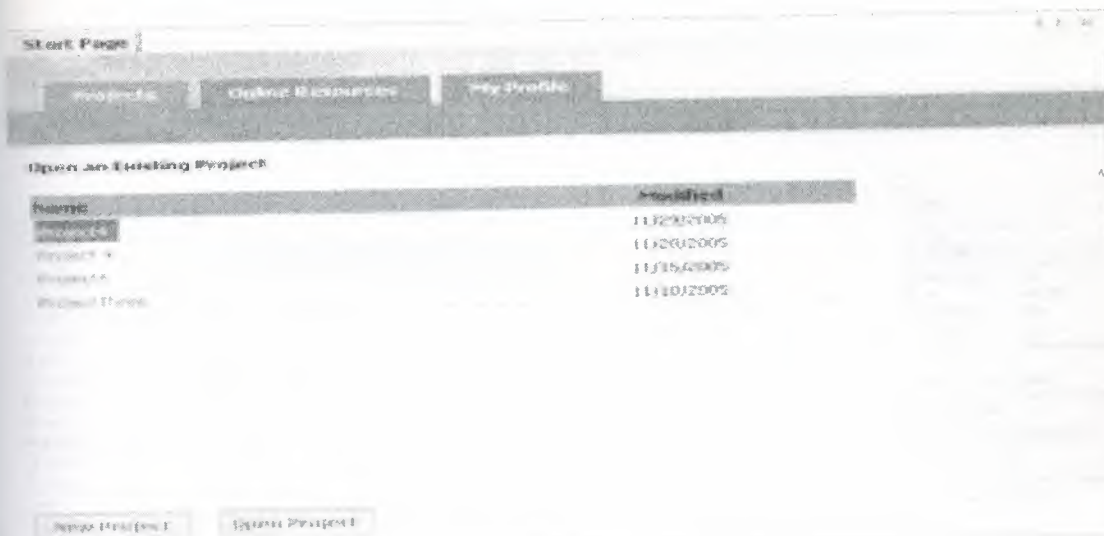 Start Page
Projects Online Resources My Profile
Open an Existing Project
Name Modified
11/29/2005
11/20/2005
11/15/2005
11/10/2005
New Project Open Project